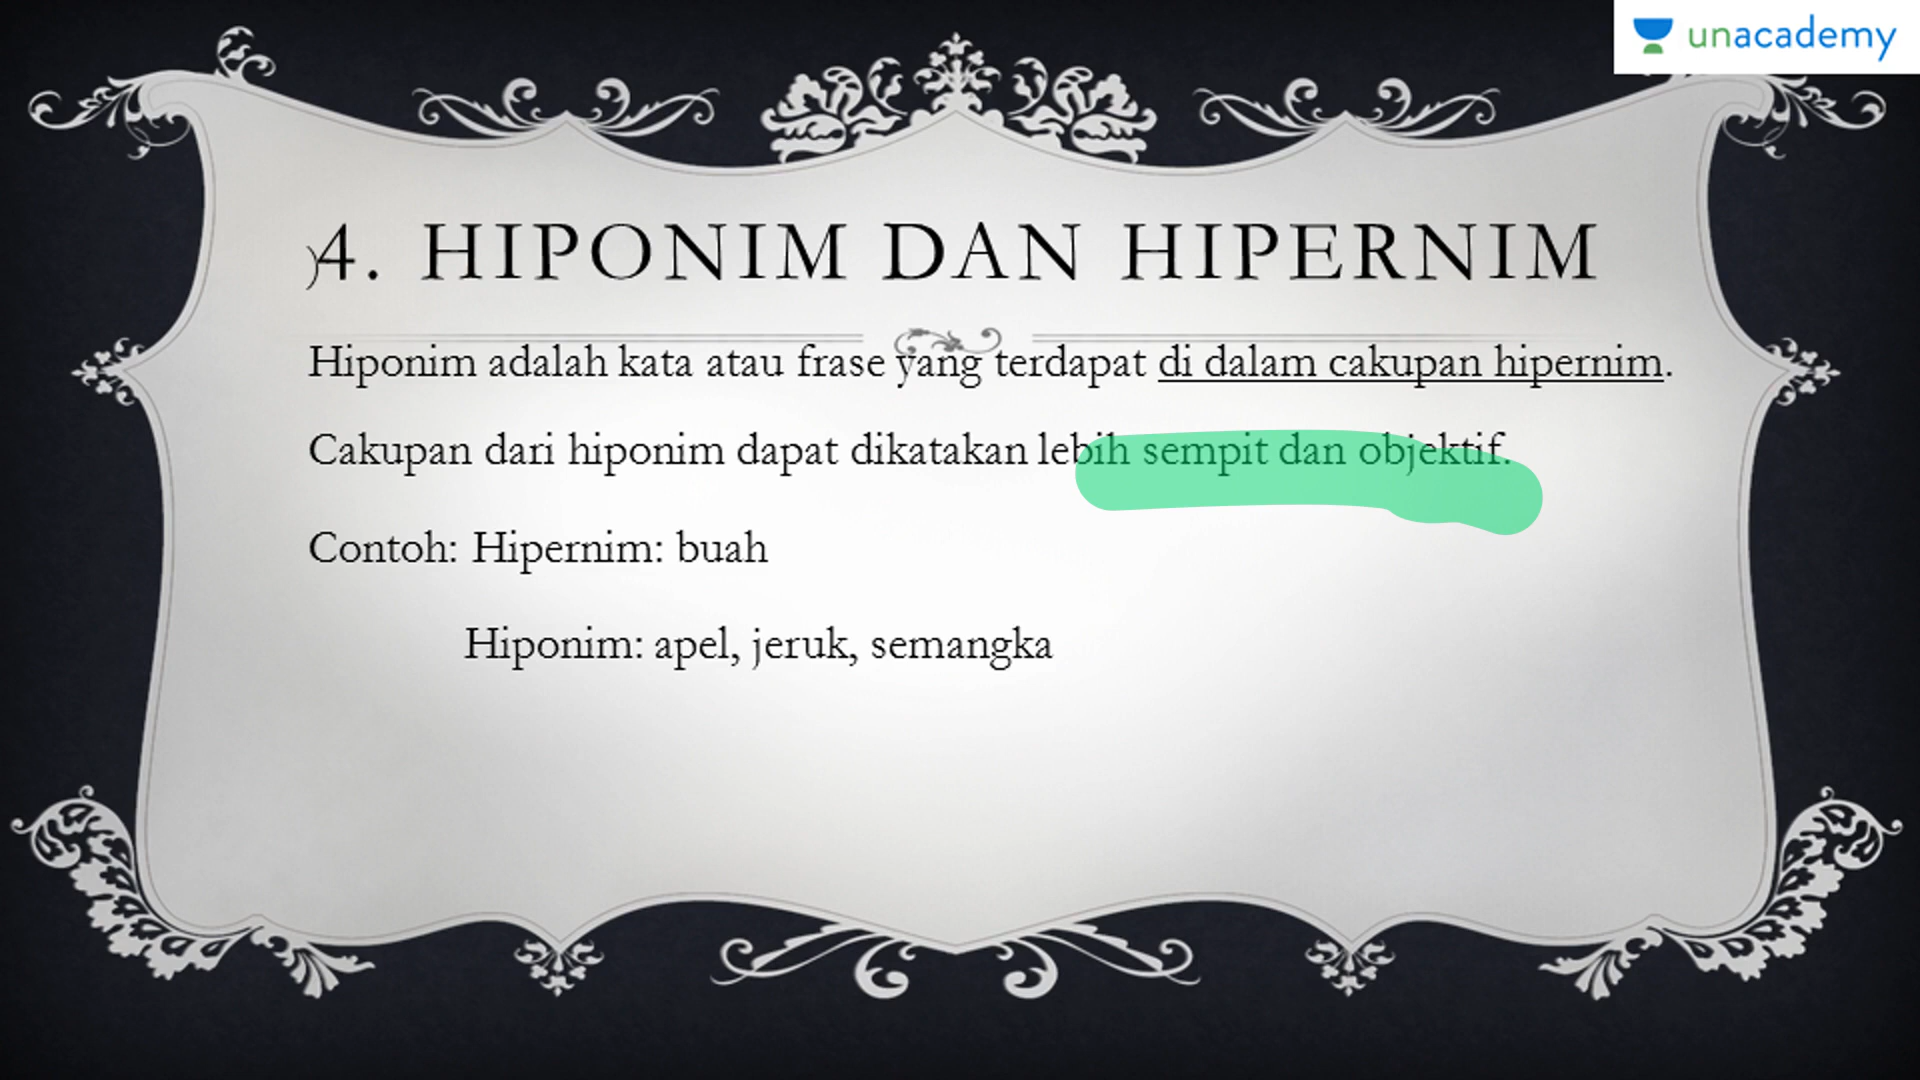 unacademy
)4. HIPONIM DAN HIPERNIM
Hiponim adalah kata atau frase yang terdapat di dalam cakupan hipernim.
Cakupan dari hiponim dapat dikatakan lebih sempit dan objektif.
Contoh: Hipernim: buah
Hiponim: apel, jeruk, semangka